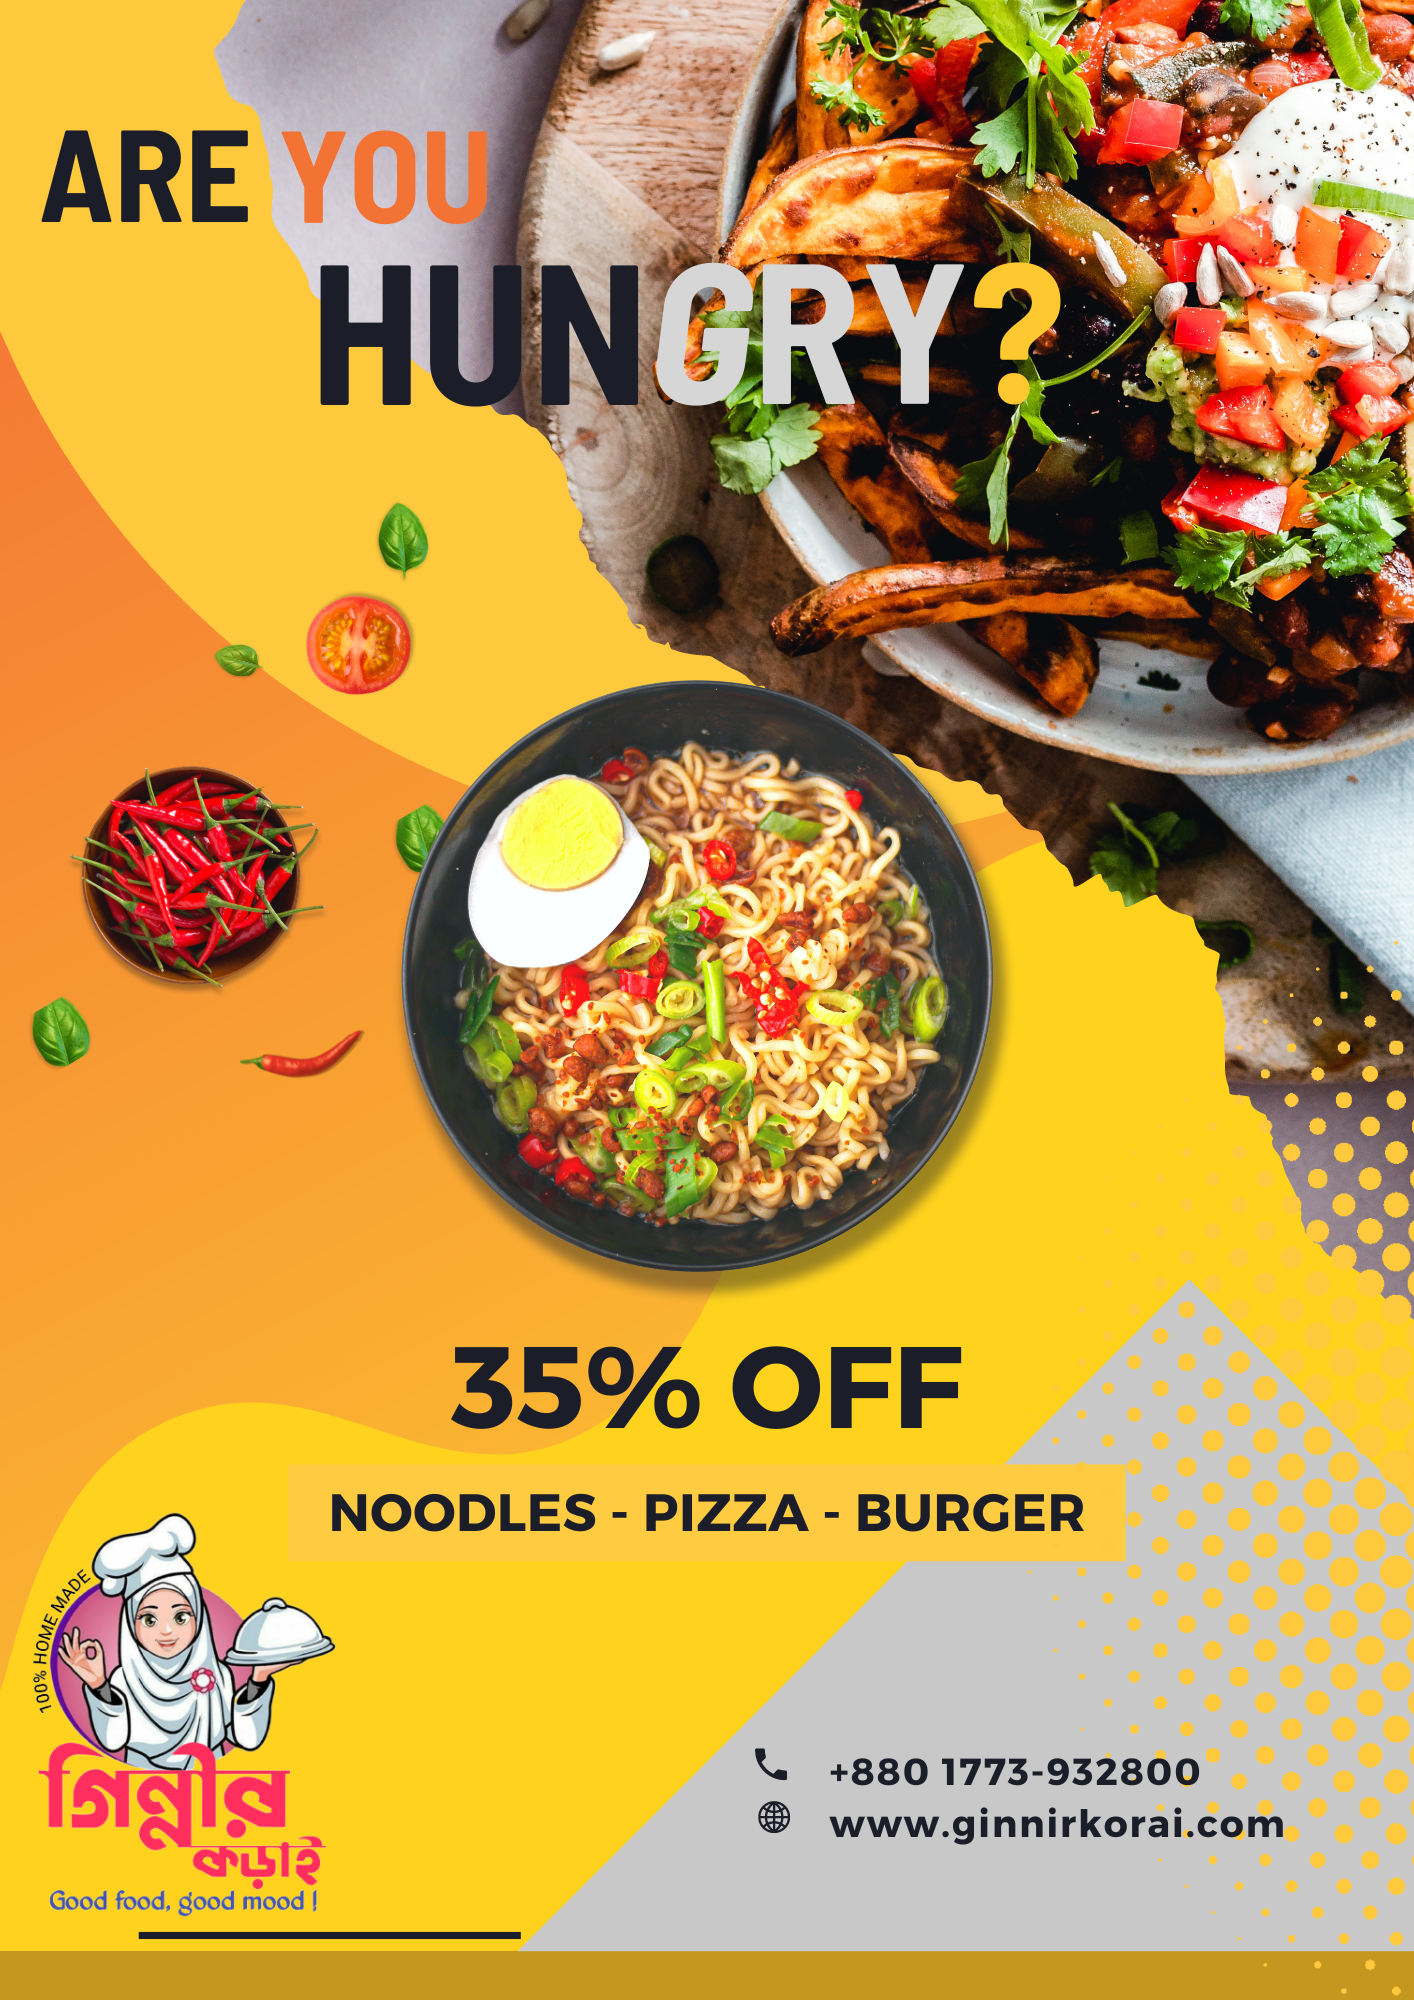 ARE YOU
HUNGRY?
35% OFF
NOODLES - PIZZA - BURGER
100% HOME MADE
গিন্নীর
কড়াই
Good food, good mood !
+880 1773-932800
www.ginnirkorai.com